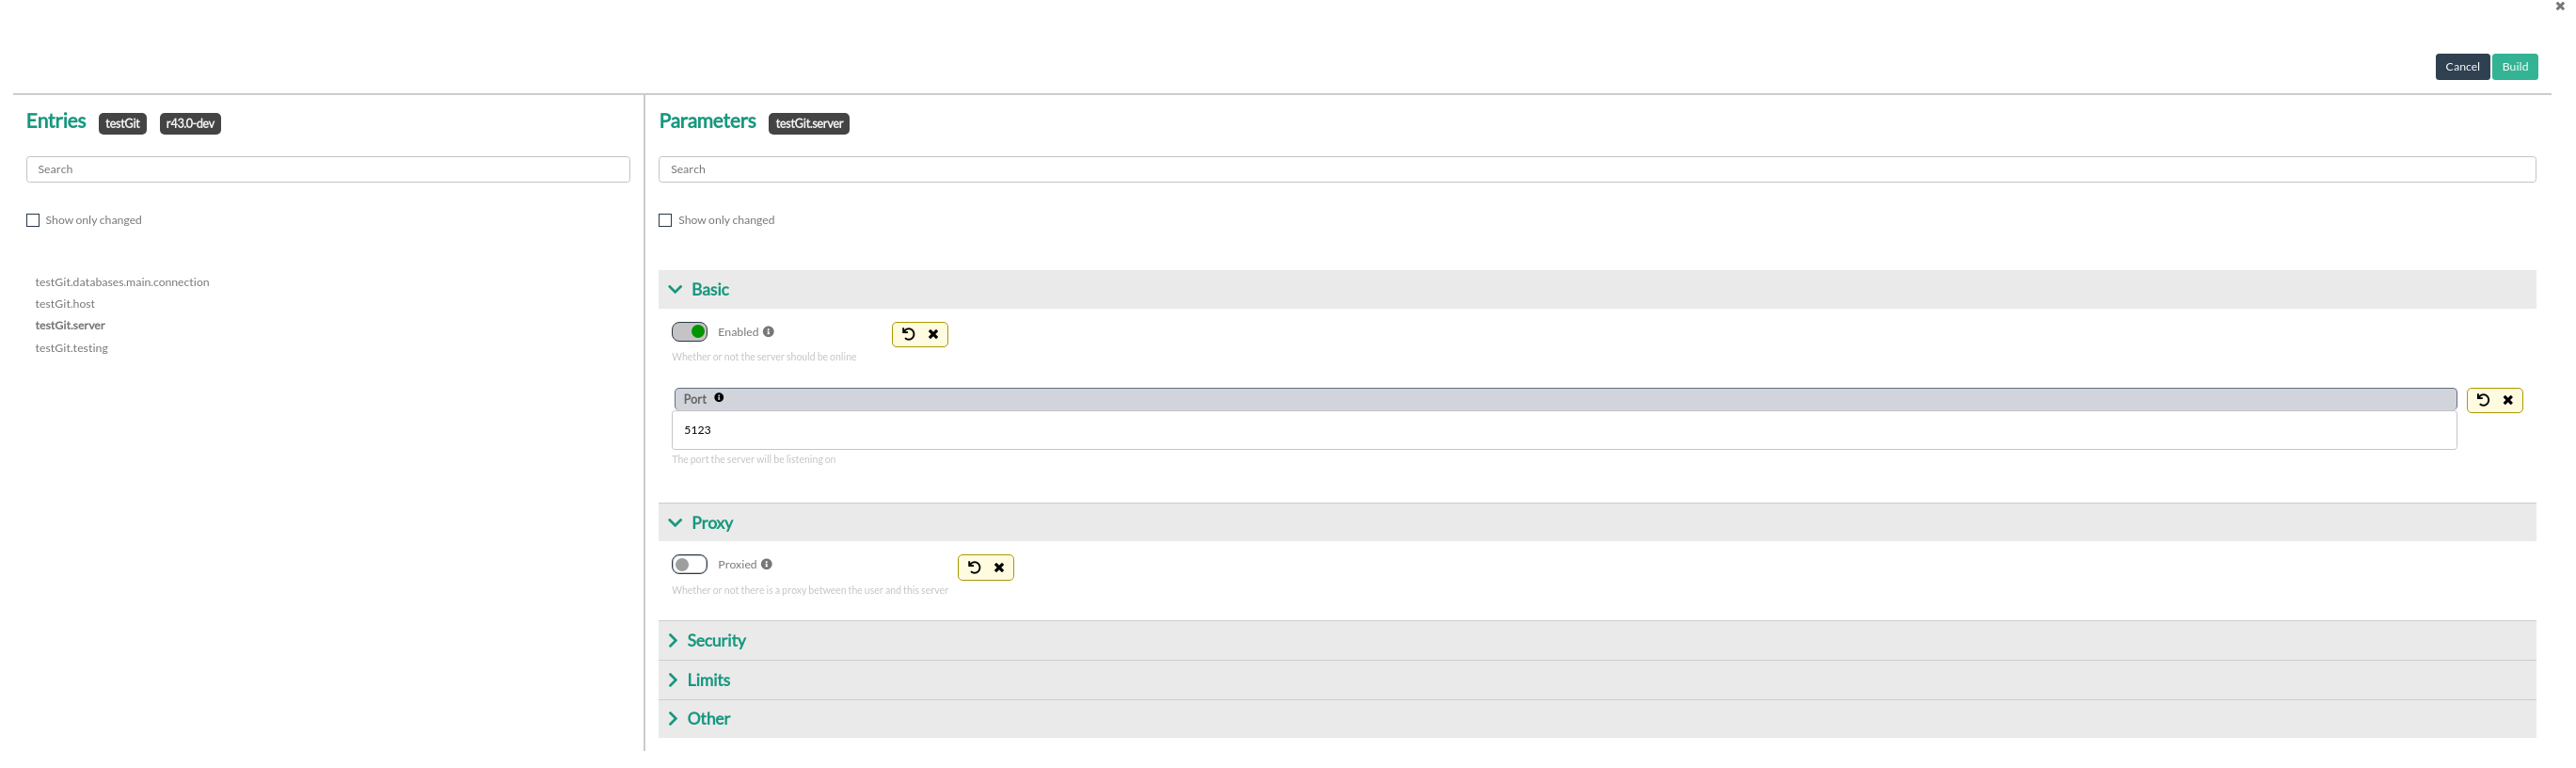 Cancel Build
Entries testGit r43.0-dev
Search
Show only changed
testGit.databases.main.connection
testGit.host
testGit.server
testGit.testing
Parameters testGit.server
Search
Show only changed
Basic
Enabled
Whether or not the server should be online
Port
5123
The port the server will be listening on
Proxy
Proxied
Whether or not there is a proxy between the user and this server
Security
Limits
Other